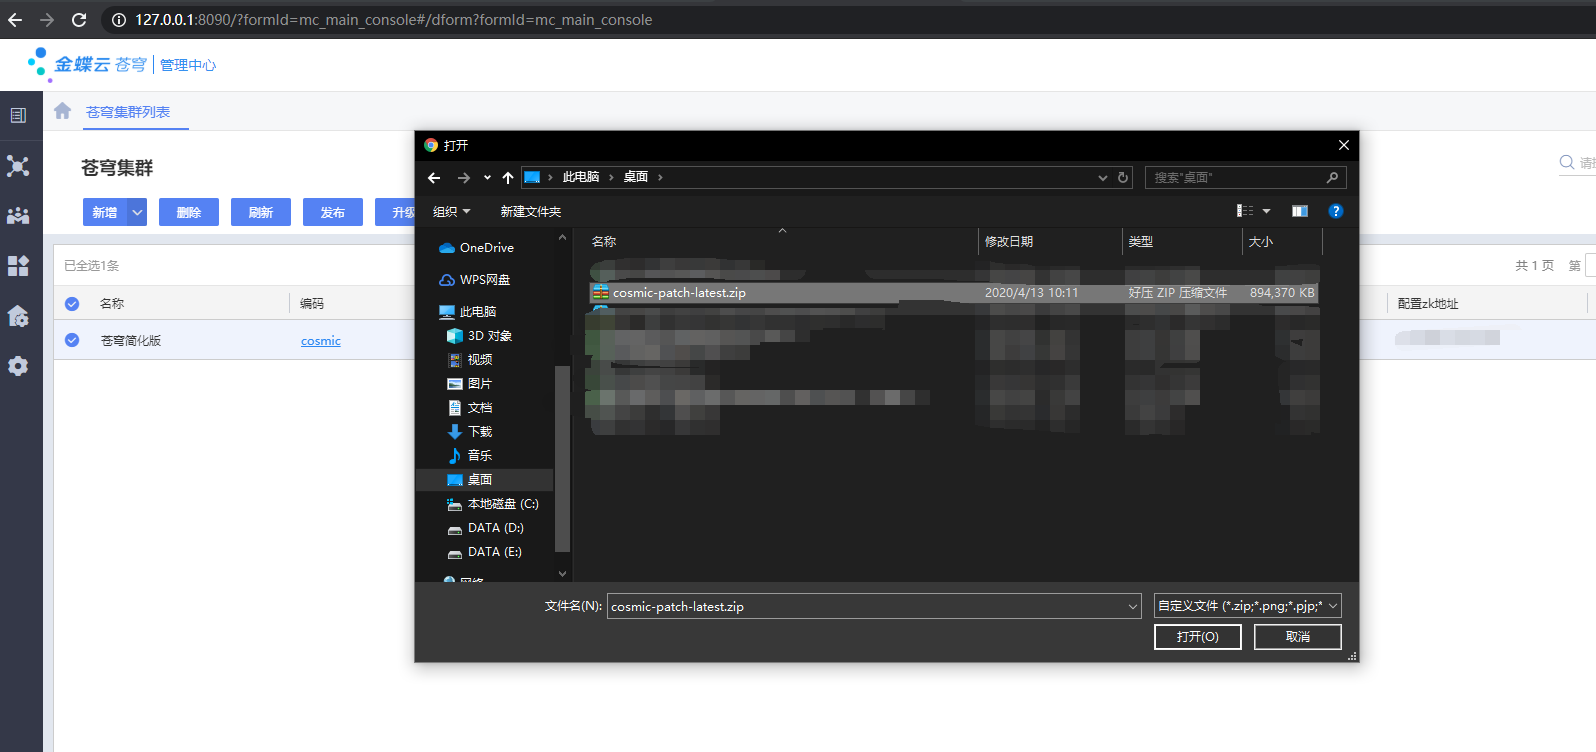 127.0.0.1:8090/?formId=mc_main_console#/dform?formId=mc_main_console
金蝶云 苍穹 管理中心
苍穹集群列表
苍穹集群
新增 删除 刷新 发布 升级
已全选1条
共 1 页 第
名称 编码 配置zk地址
苍穹简化版 cosmic
打开
此电脑 桌面
搜索"桌面"
组织 新建文件夹
名称 修改日期 类型 大小
cosmic-patch-latest.zip 2020/4/13 10:11 好压 ZIP 压缩文件 894,370 KB
OneDrive
WPS网盘
此电脑
3D 对象
视频
图片
文档
下载
音乐
桌面
本地磁盘 (C:)
DATA (D:)
DATA (E:)
网络
文件名(N): cosmic-patch-latest.zip
自定义文件 (*.zip;*.png;*.pjp;*
打开(O) 取消